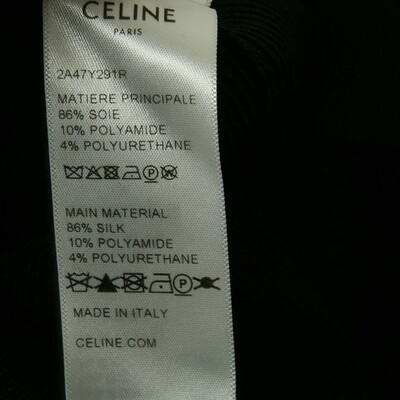 CELINE
PARIS
2A47Y291R
MATIERE PRINCIPALE
86% SOIE
10% POLYAMIDE
4% POLYURETHANE
P W
MAIN MATERIAL
86% SILK
10% POLYAMIDE
4% POLYURETHANE
P
MADE IN ITALY
CELINE.COM